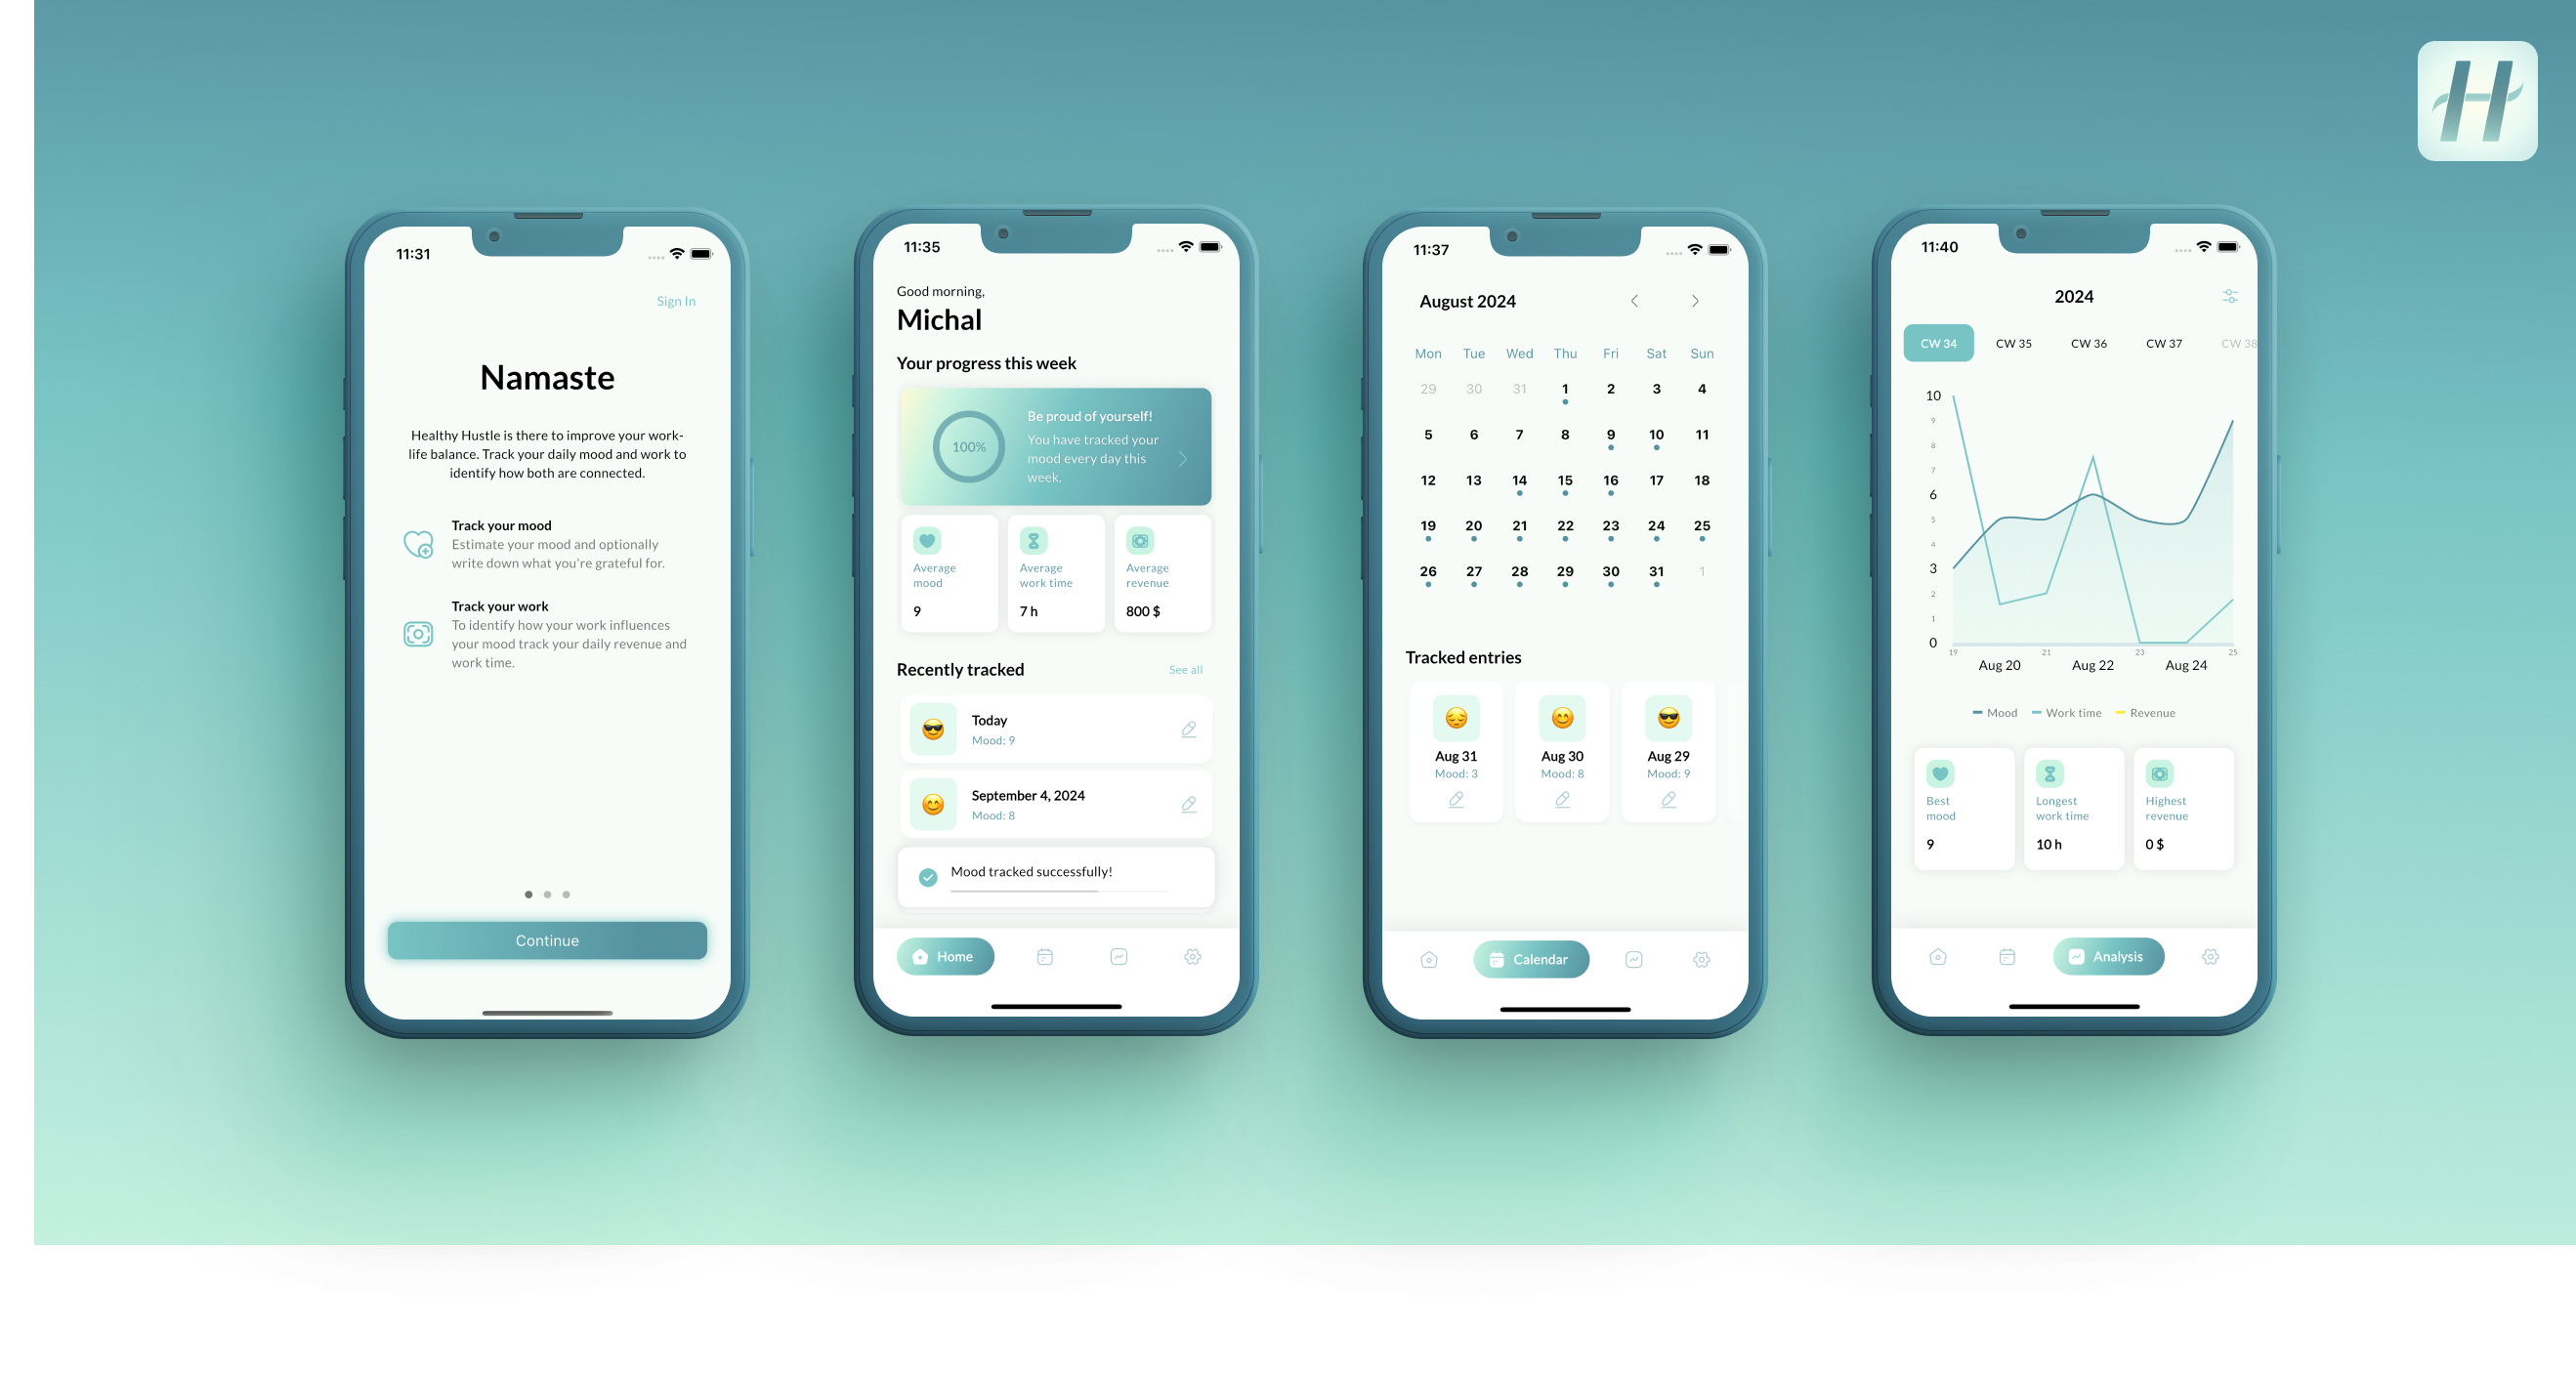 H
11:31
Sign In
Namaste
Healthy Hustle is there to improve your work-
life balance. Track your daily mood and work to
identify how both are connected.
Track your mood
Estimate your mood and optionally
write down what you're grateful for.
Track your work
To identify how your work influences
your mood track your daily revenue and
work time.
Continue
11:35
Good morning,
Michal
Your progress this week
100%
Be proud of yourself!
You have tracked your
mood every day this
week.
Average
mood
9
Average
work time
7 h
Average
revenue
800 $
Recently tracked
See all
Today
Mood: 9
September 4, 2024
Mood: 8
Mood tracked successfully!
Home
11:37
August 2024
Mon Tue Wed Thu Fri Sat Sun
29 30 31 1 2 3 4
5 6 7 8 9 10 11
12 13 14 15 16 17 18
19 20 21 22 23 24 25
26 27 28 29 30 31 1
Tracked entries
Aug 31
Mood: 3
Aug 30
Mood: 8
Aug 29
Mood: 9
Calendar
11:40
2024
CW 34 CW 35 CW 36 CW 37 CW 38
10
9
8
7
6
5
4
3
2
1
0
19 21 23 25
Aug 20 Aug 22 Aug 24
Mood Work time Revenue
Best
mood
9
Longest
work time
10 h
Highest
revenue
0 $
Analysis